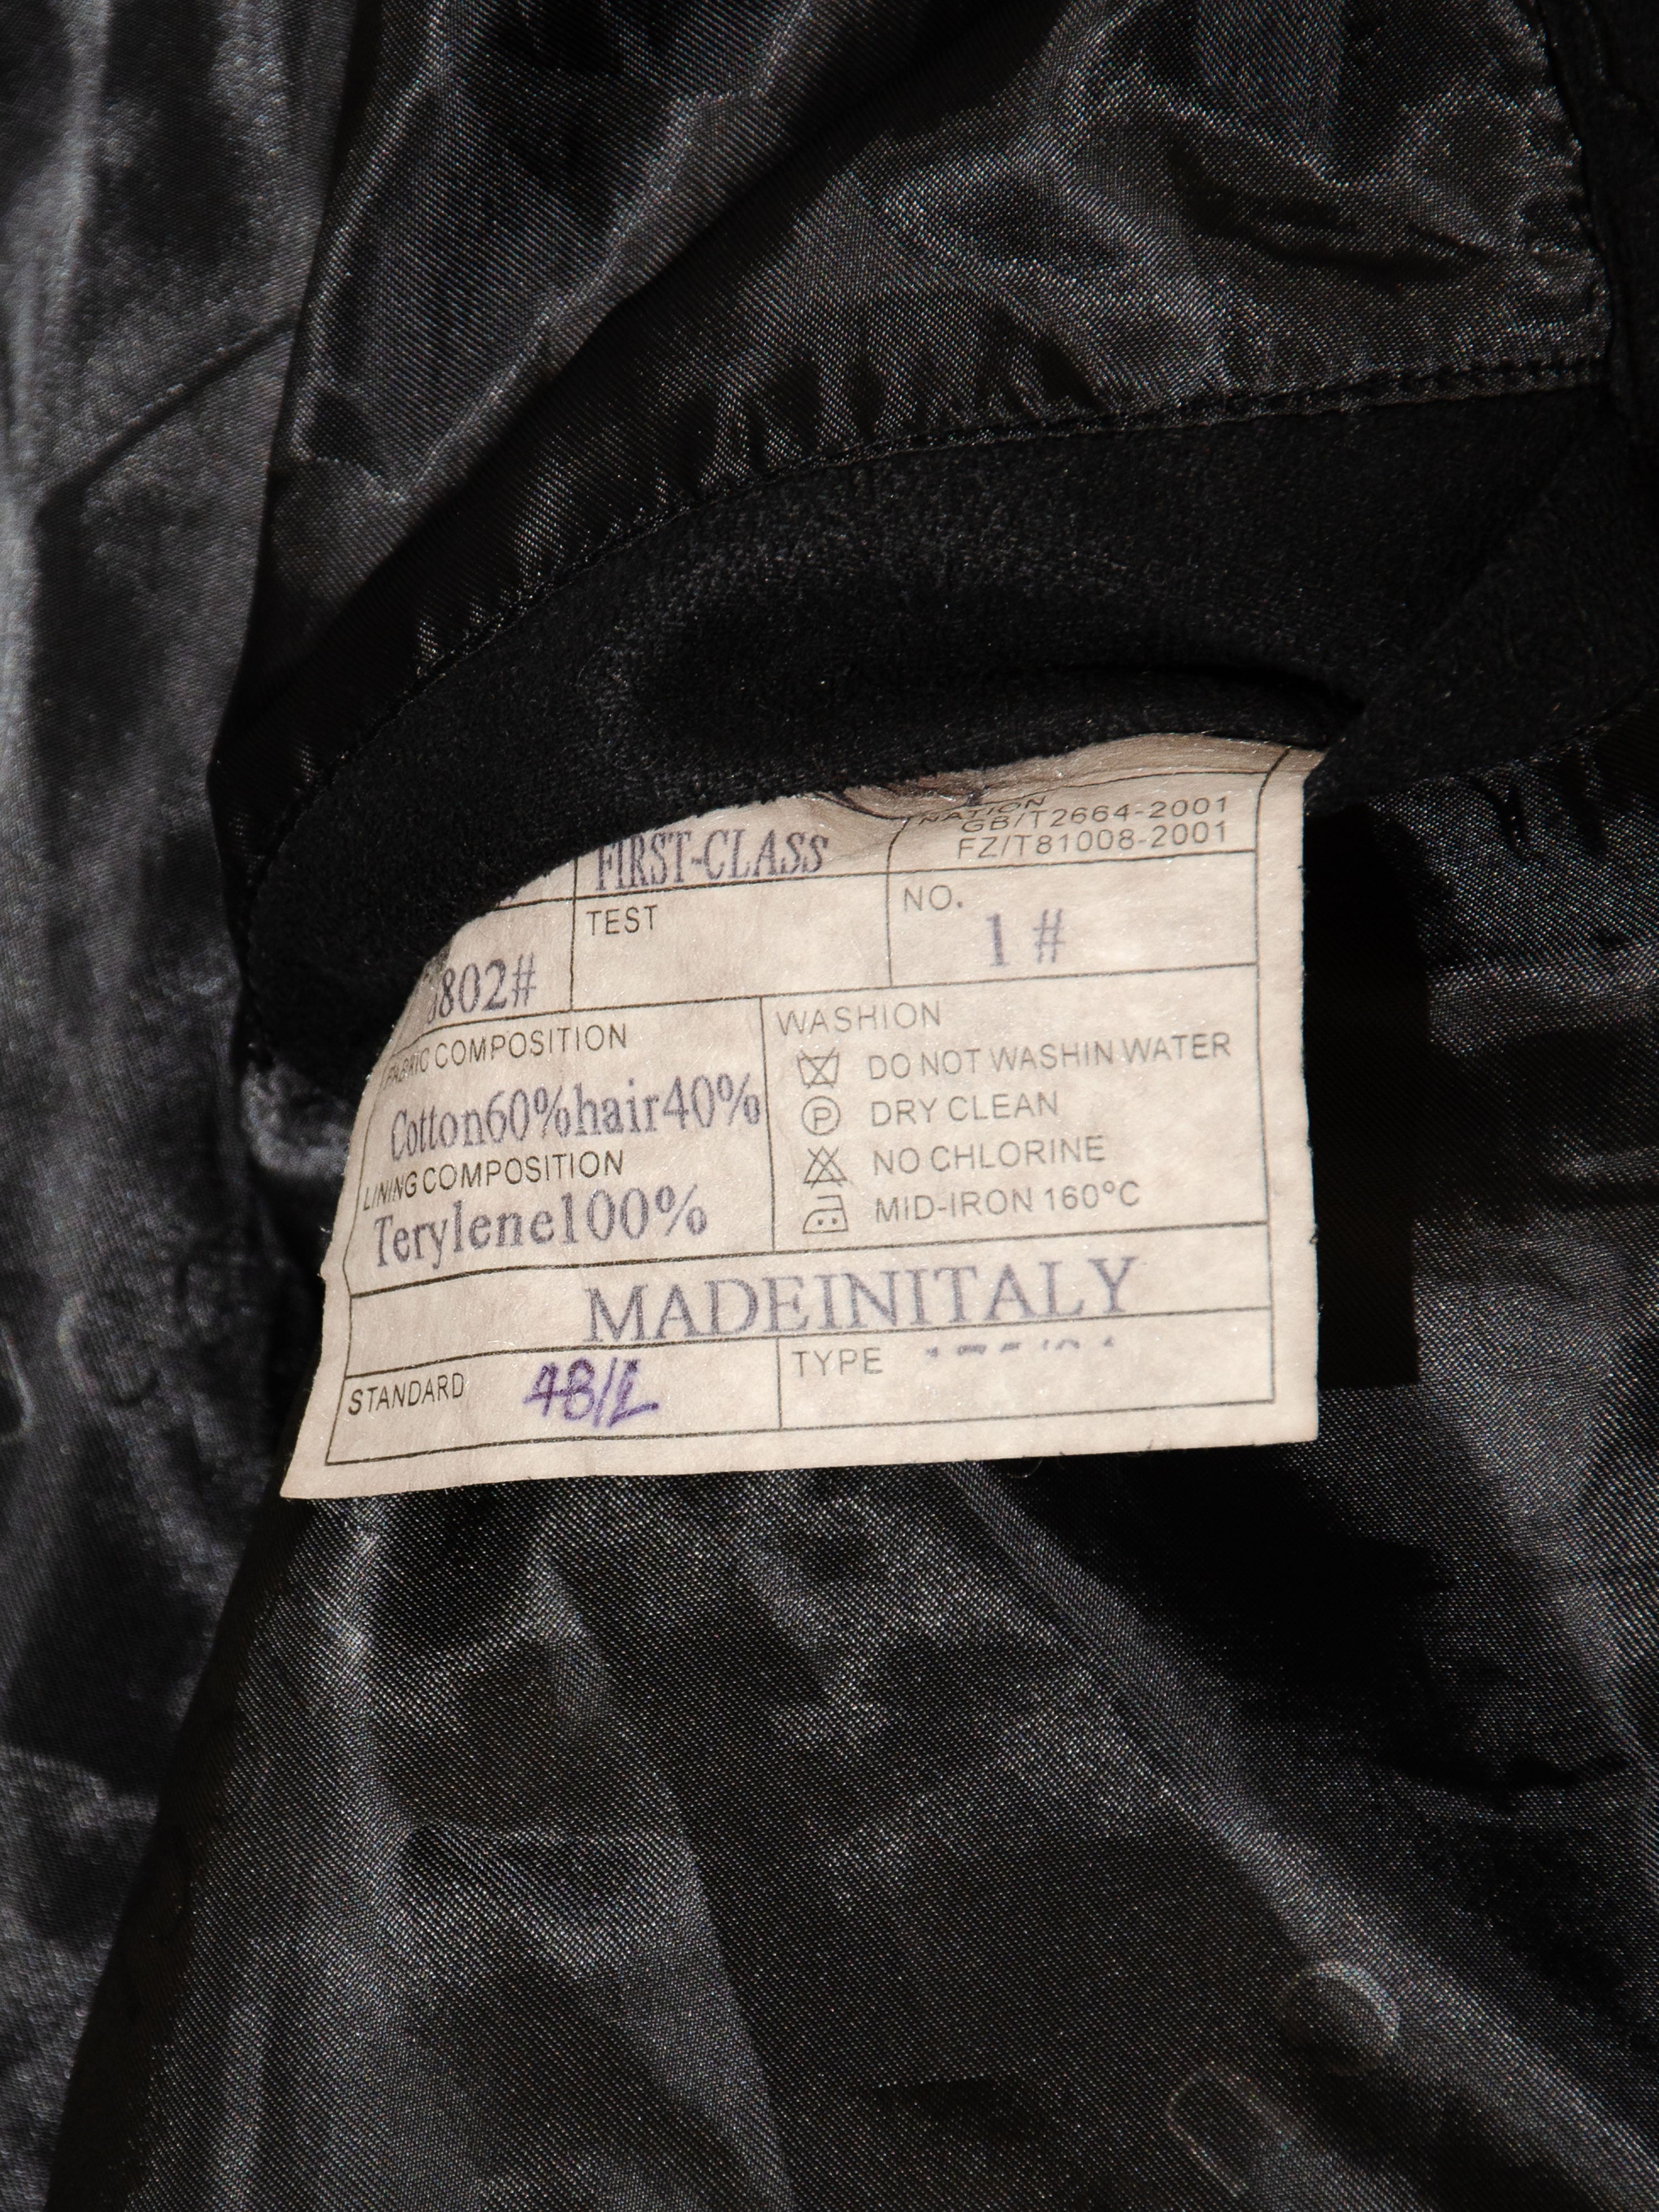 NATION
GB/T2664-2001
FZ/T81008-2001
FIRST-CLASS
TEST
NO.
1#
802#
FABRIC COMPOSITION
Cotton60%hair40%
LINING COMPOSITION
Terylene100%
WASHION
DO NOT WASHIN WATER
P DRY CLEAN
NO CHLORINE
MID-IRON 160°C
MADEINITALY
STANDARD 48/L
TYPE